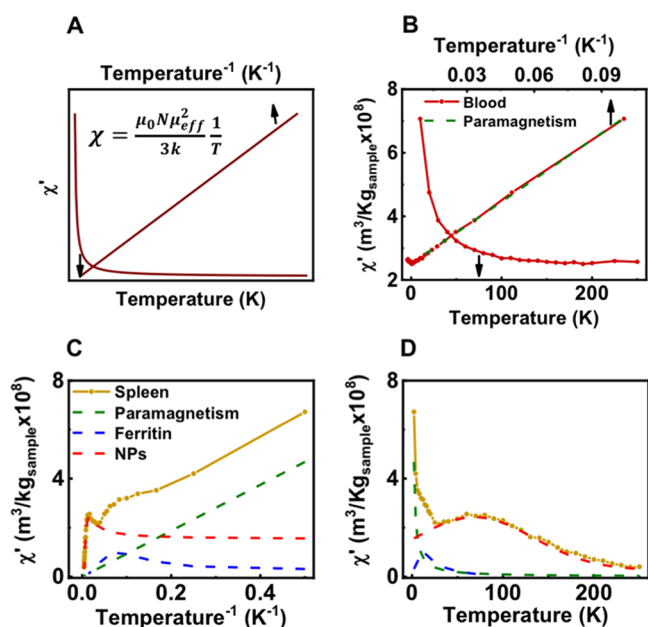 A
Temperature⁻¹ (K⁻¹)
χ = μ₀Nμ²eff / 3k 1/T
χ'
Temperature (K)
B
Temperature⁻¹ (K⁻¹)
0.03 0.06 0.09
8
6
4
2
Blood
Paramagnetism
χ' (m³/Kgsample x10⁸)
0 100 200
Temperature (K)
C
8
4
0
Spleen
Paramagnetism
Ferritin
NPs
χ' (m³/kgsample x10⁸)
0.0 0.2 0.4
Temperature⁻¹ (K⁻¹)
D
8
4
0
χ' (m³/Kgsample x10⁸)
0 100 200
Temperature (K)